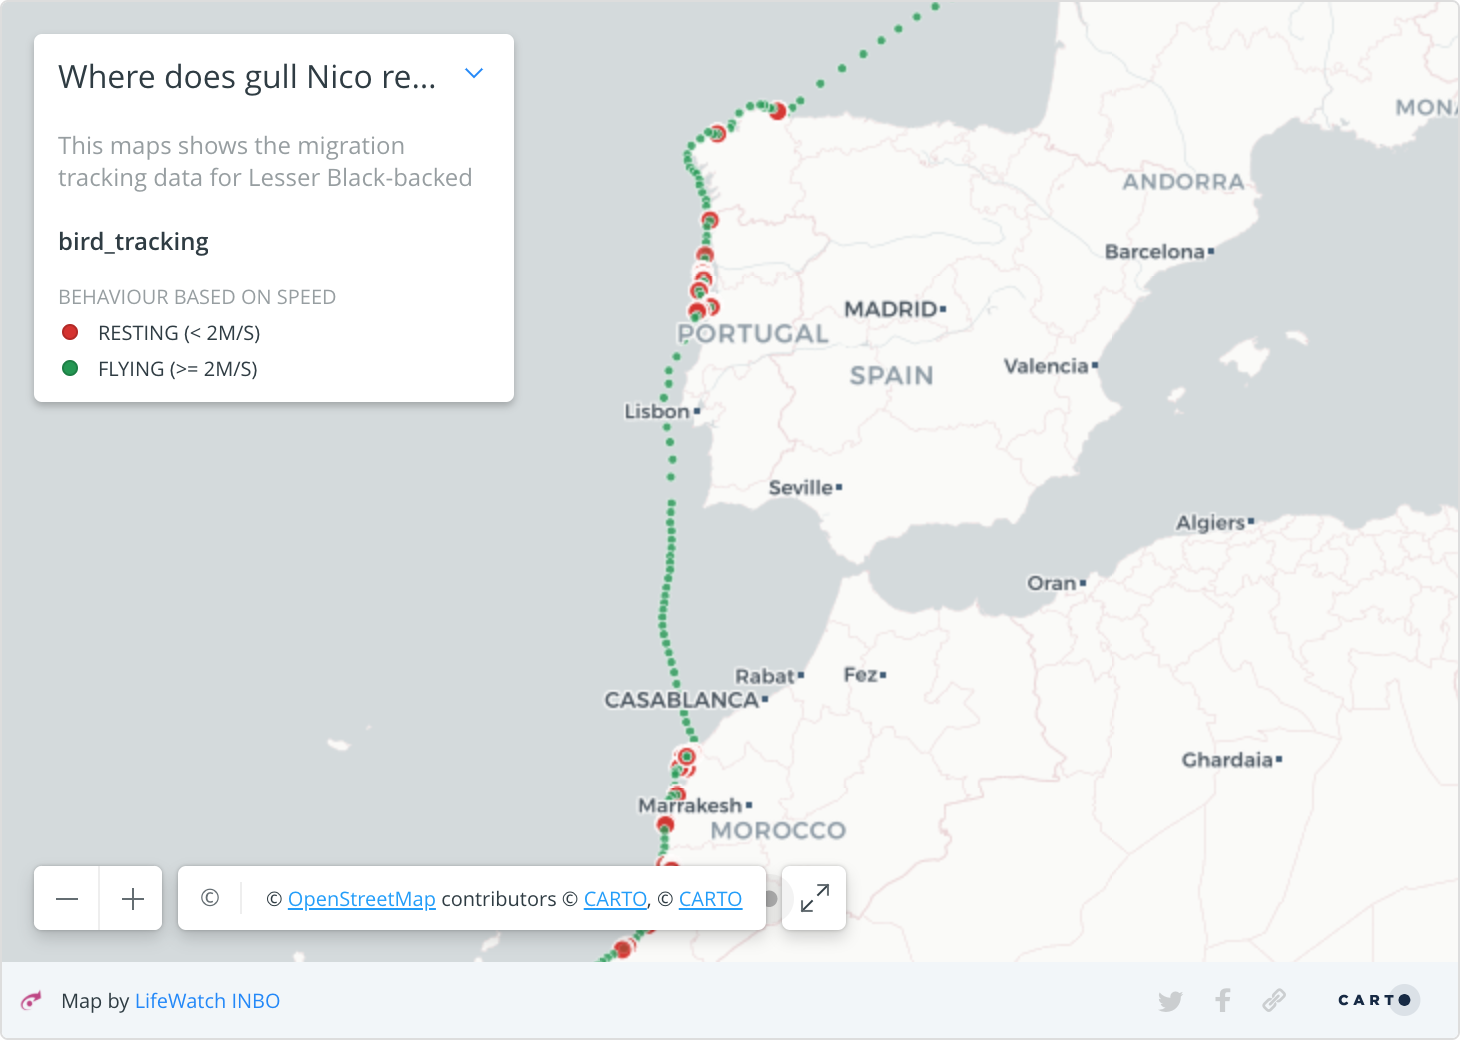 Where does gull Nico re...
This maps shows the migration
tracking data for Lesser Black-backed
bird_tracking
BEHAVIOUR BASED ON SPEED
RESTING (< 2M/S)
FLYING (>= 2M/S)
MON
ANDORRA
Barcelona
MADRID
PORTUGAL
Valencia
SPAIN
Lisbon
Seville
Algiers
Oran
Rabat
Fez
CASABLANCA
Ghardaia
Marrakesh
MOROCCO
© © OpenStreetMap contributors © CARTO, © CARTO
Map by LifeWatch INBO
CARTO